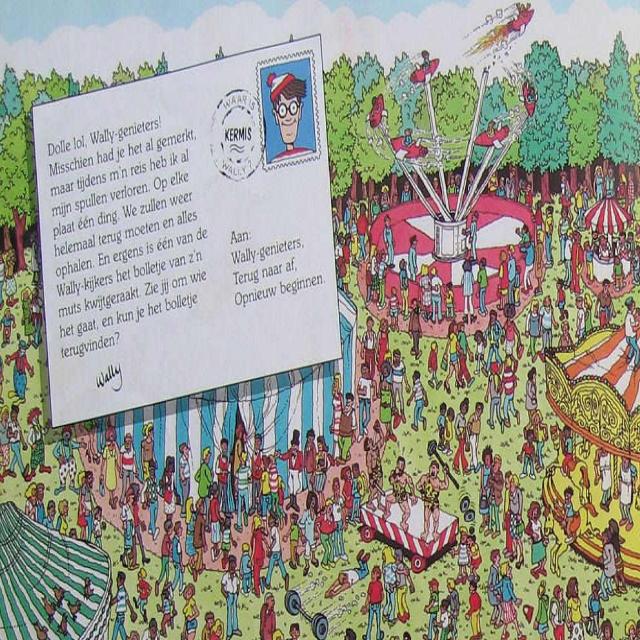 Dolle lol, Wally-genieters!
Misschien had je het al gemerkt,
maar tijdens m'n reis heb ik al
mijn spullen verloren. Op elke
plaat één ding. We zullen weer
helemaal terug moeten en alles
ophalen. En ergens is één van de
Wally-kijkers het bolletje van z'n
muts kwijtgeraakt. Zie jij om wie
het gaat, en kun je het bolletje
terugvinden?
Wally
WAAR IS
KERMIS
WALLY
Aan:
Wally-genieters,
Terug naar af,
Opnieuw beginnen